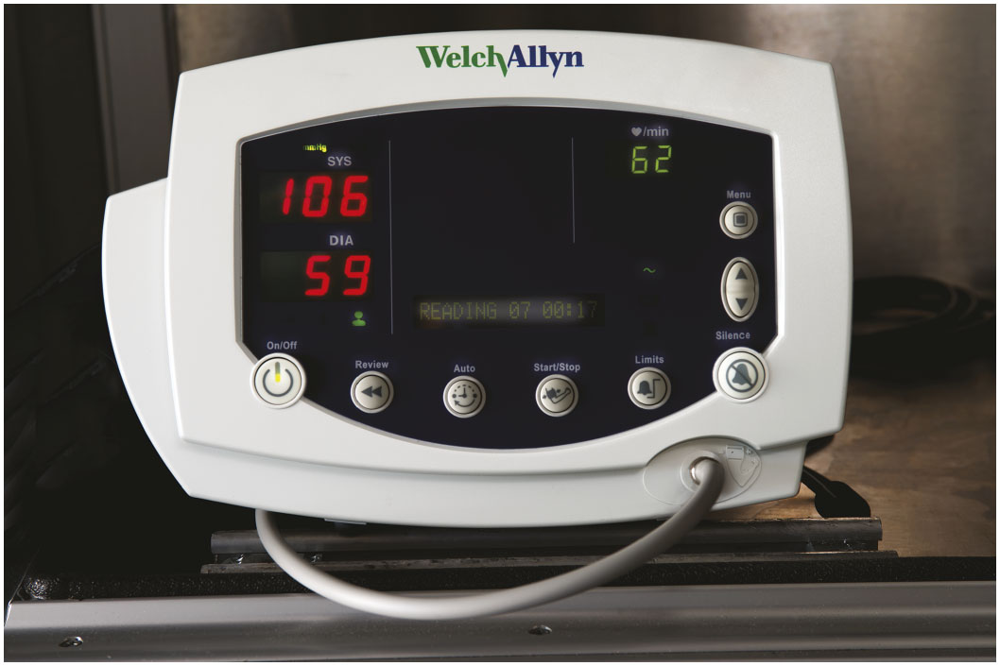 WelchAllyn
mmHg
SYS
106
DIA
59
♥/min
62
Menu
~
READING 07 00:17
On/Off
Review
Auto
Start/Stop
Limits
Silence